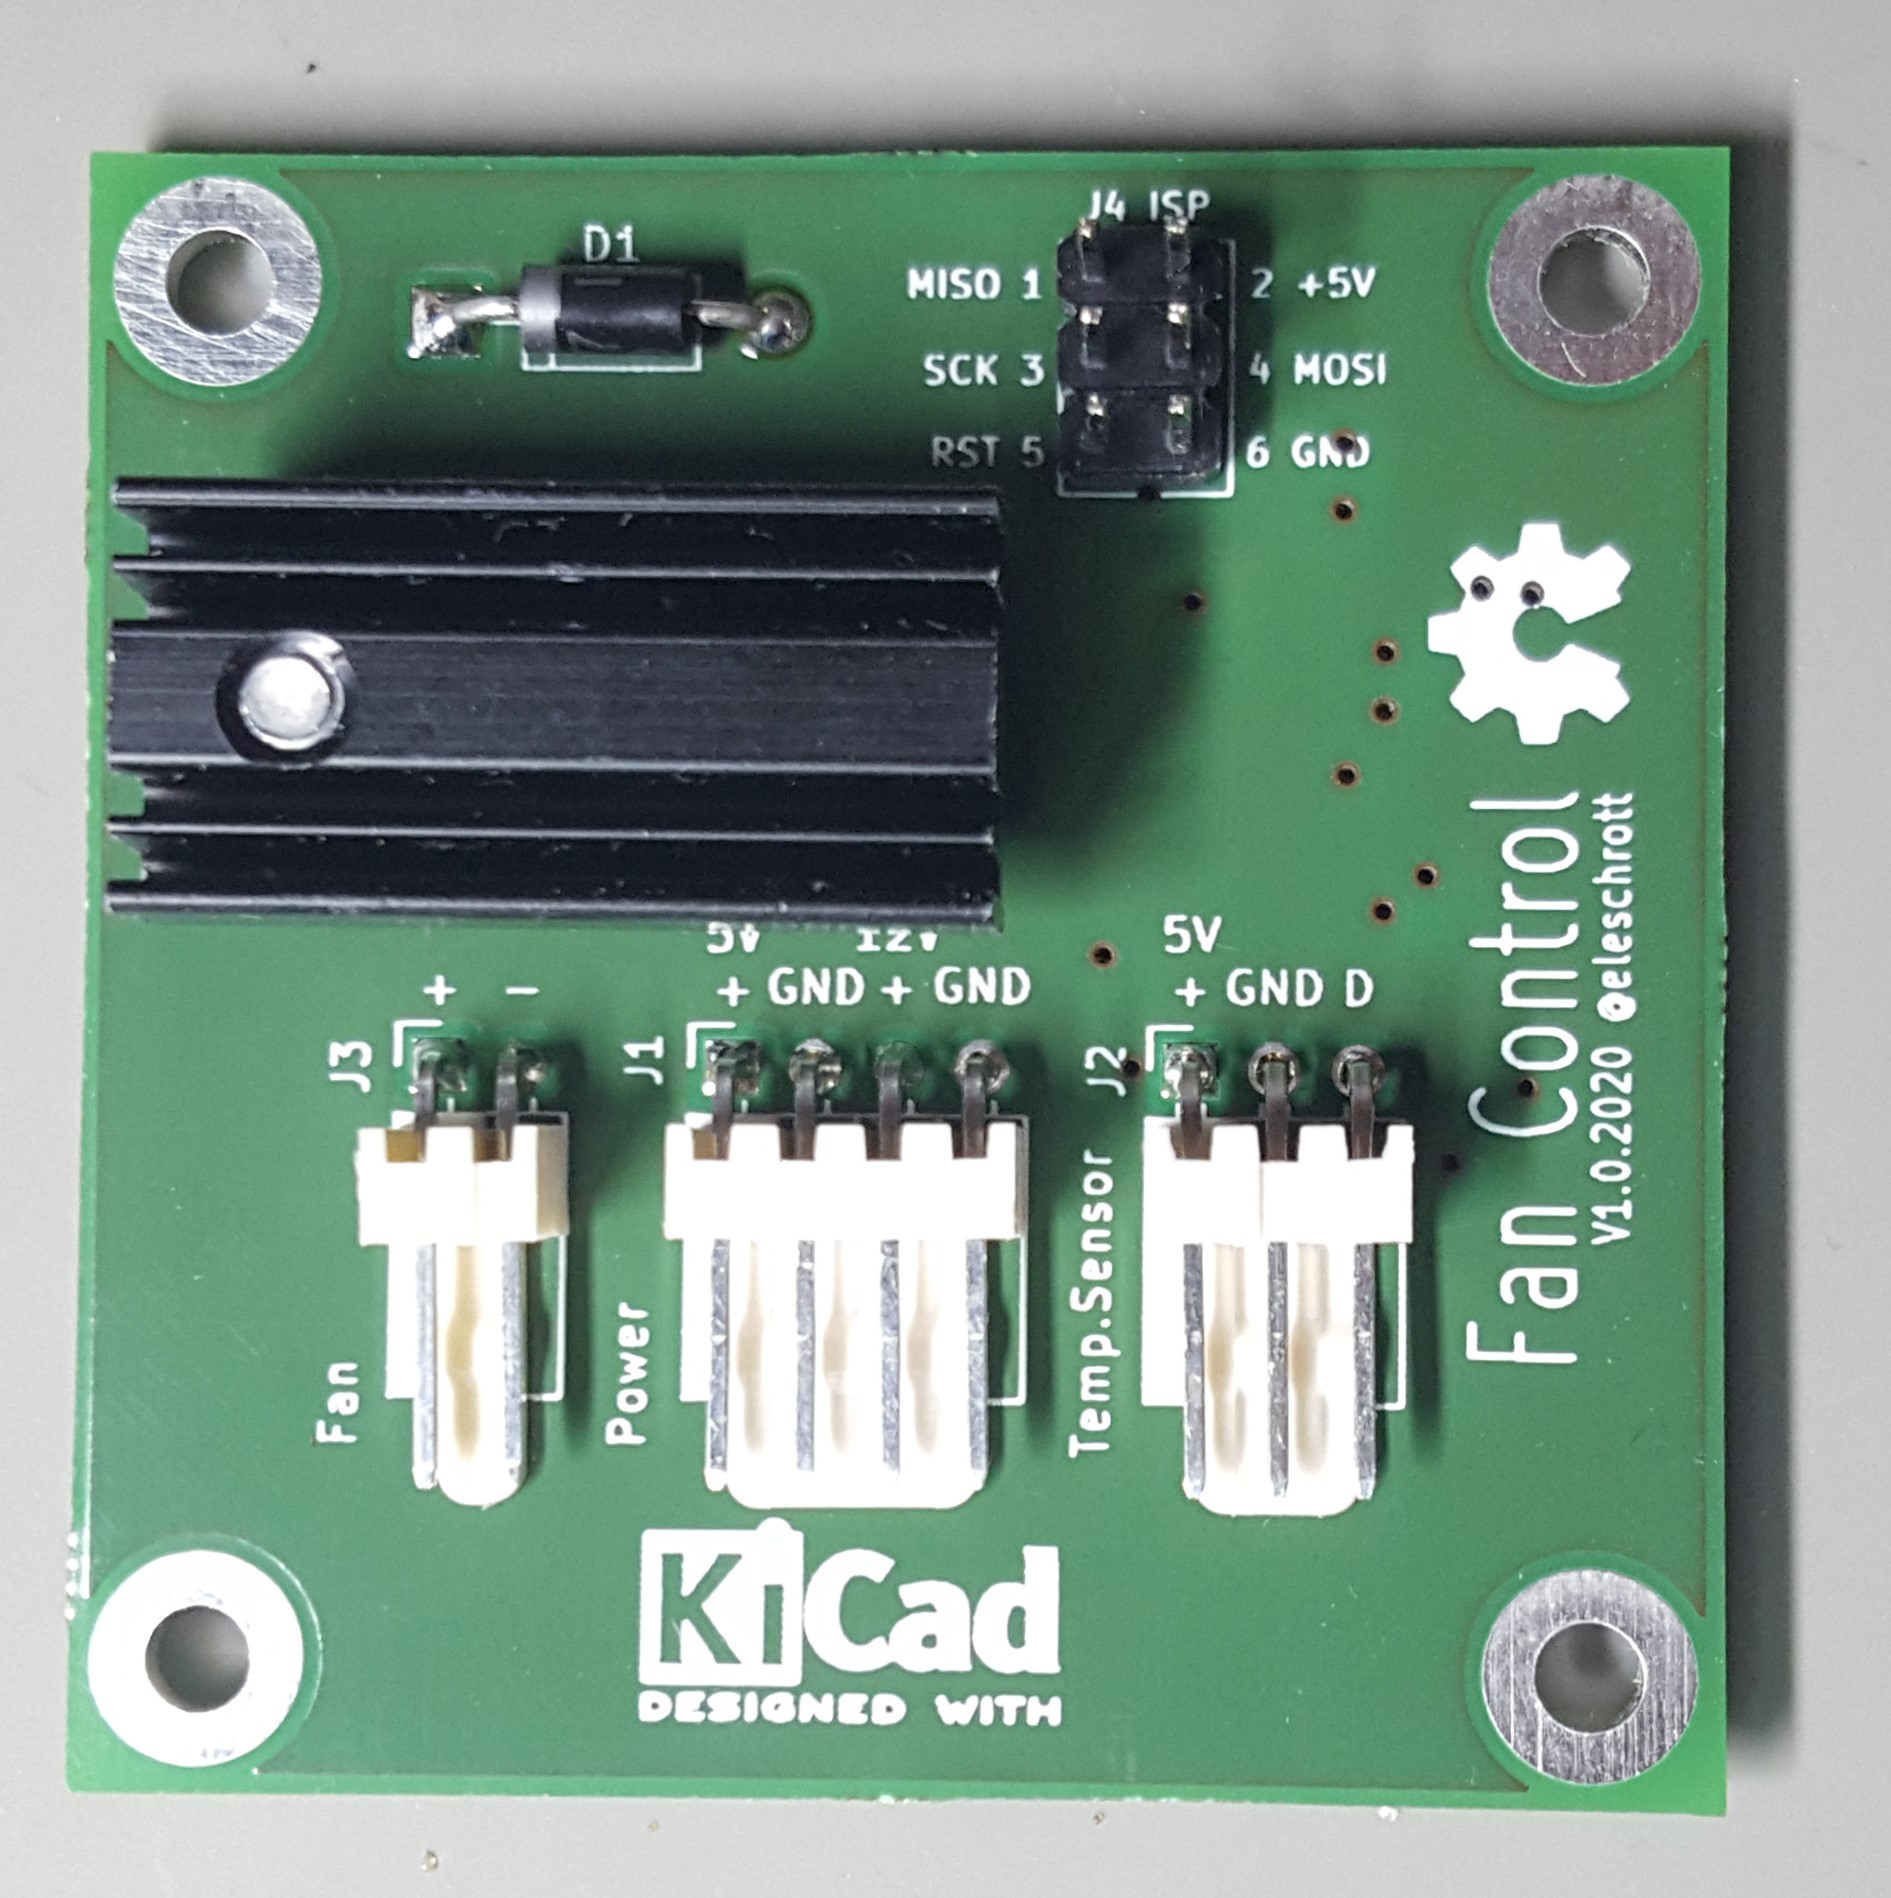 Fan
J3
+
-
Power
J1
+ GND + GND
5V
12V
D1
KiCad
DESIGNED WITH
Temp.Sensor
J2
+ GND D
5V
MISO 1
SCK 3
RST 5
J4 ISP
2 +5V
4 MOSI
6 GND
Fan Control
V1.0.2020 @eleschrott